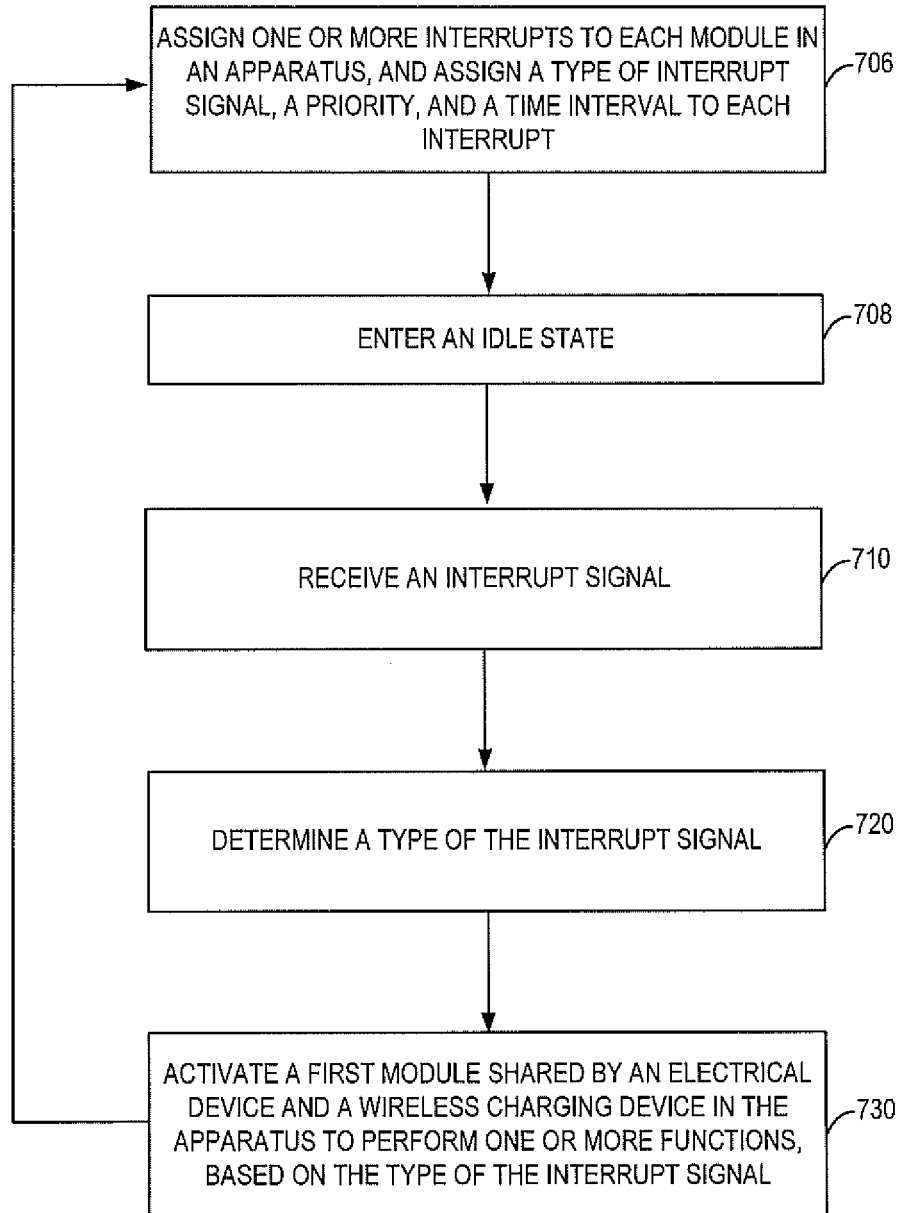 ASSIGN ONE OR MORE INTERRUPTS TO EACH MODULE IN
AN APPARATUS, AND ASSIGN A TYPE OF INTERRUPT
SIGNAL, A PRIORITY, AND A TIME INTERVAL TO EACH
INTERRUPT
706
ENTER AN IDLE STATE
708
RECEIVE AN INTERRUPT SIGNAL
710
DETERMINE A TYPE OF THE INTERRUPT SIGNAL
720
ACTIVATE A FIRST MODULE SHARED BY AN ELECTRICAL
DEVICE AND A WIRELESS CHARGING DEVICE IN THE
APPARATUS TO PERFORM ONE OR MORE FUNCTIONS,
BASED ON THE TYPE OF THE INTERRUPT SIGNAL
730